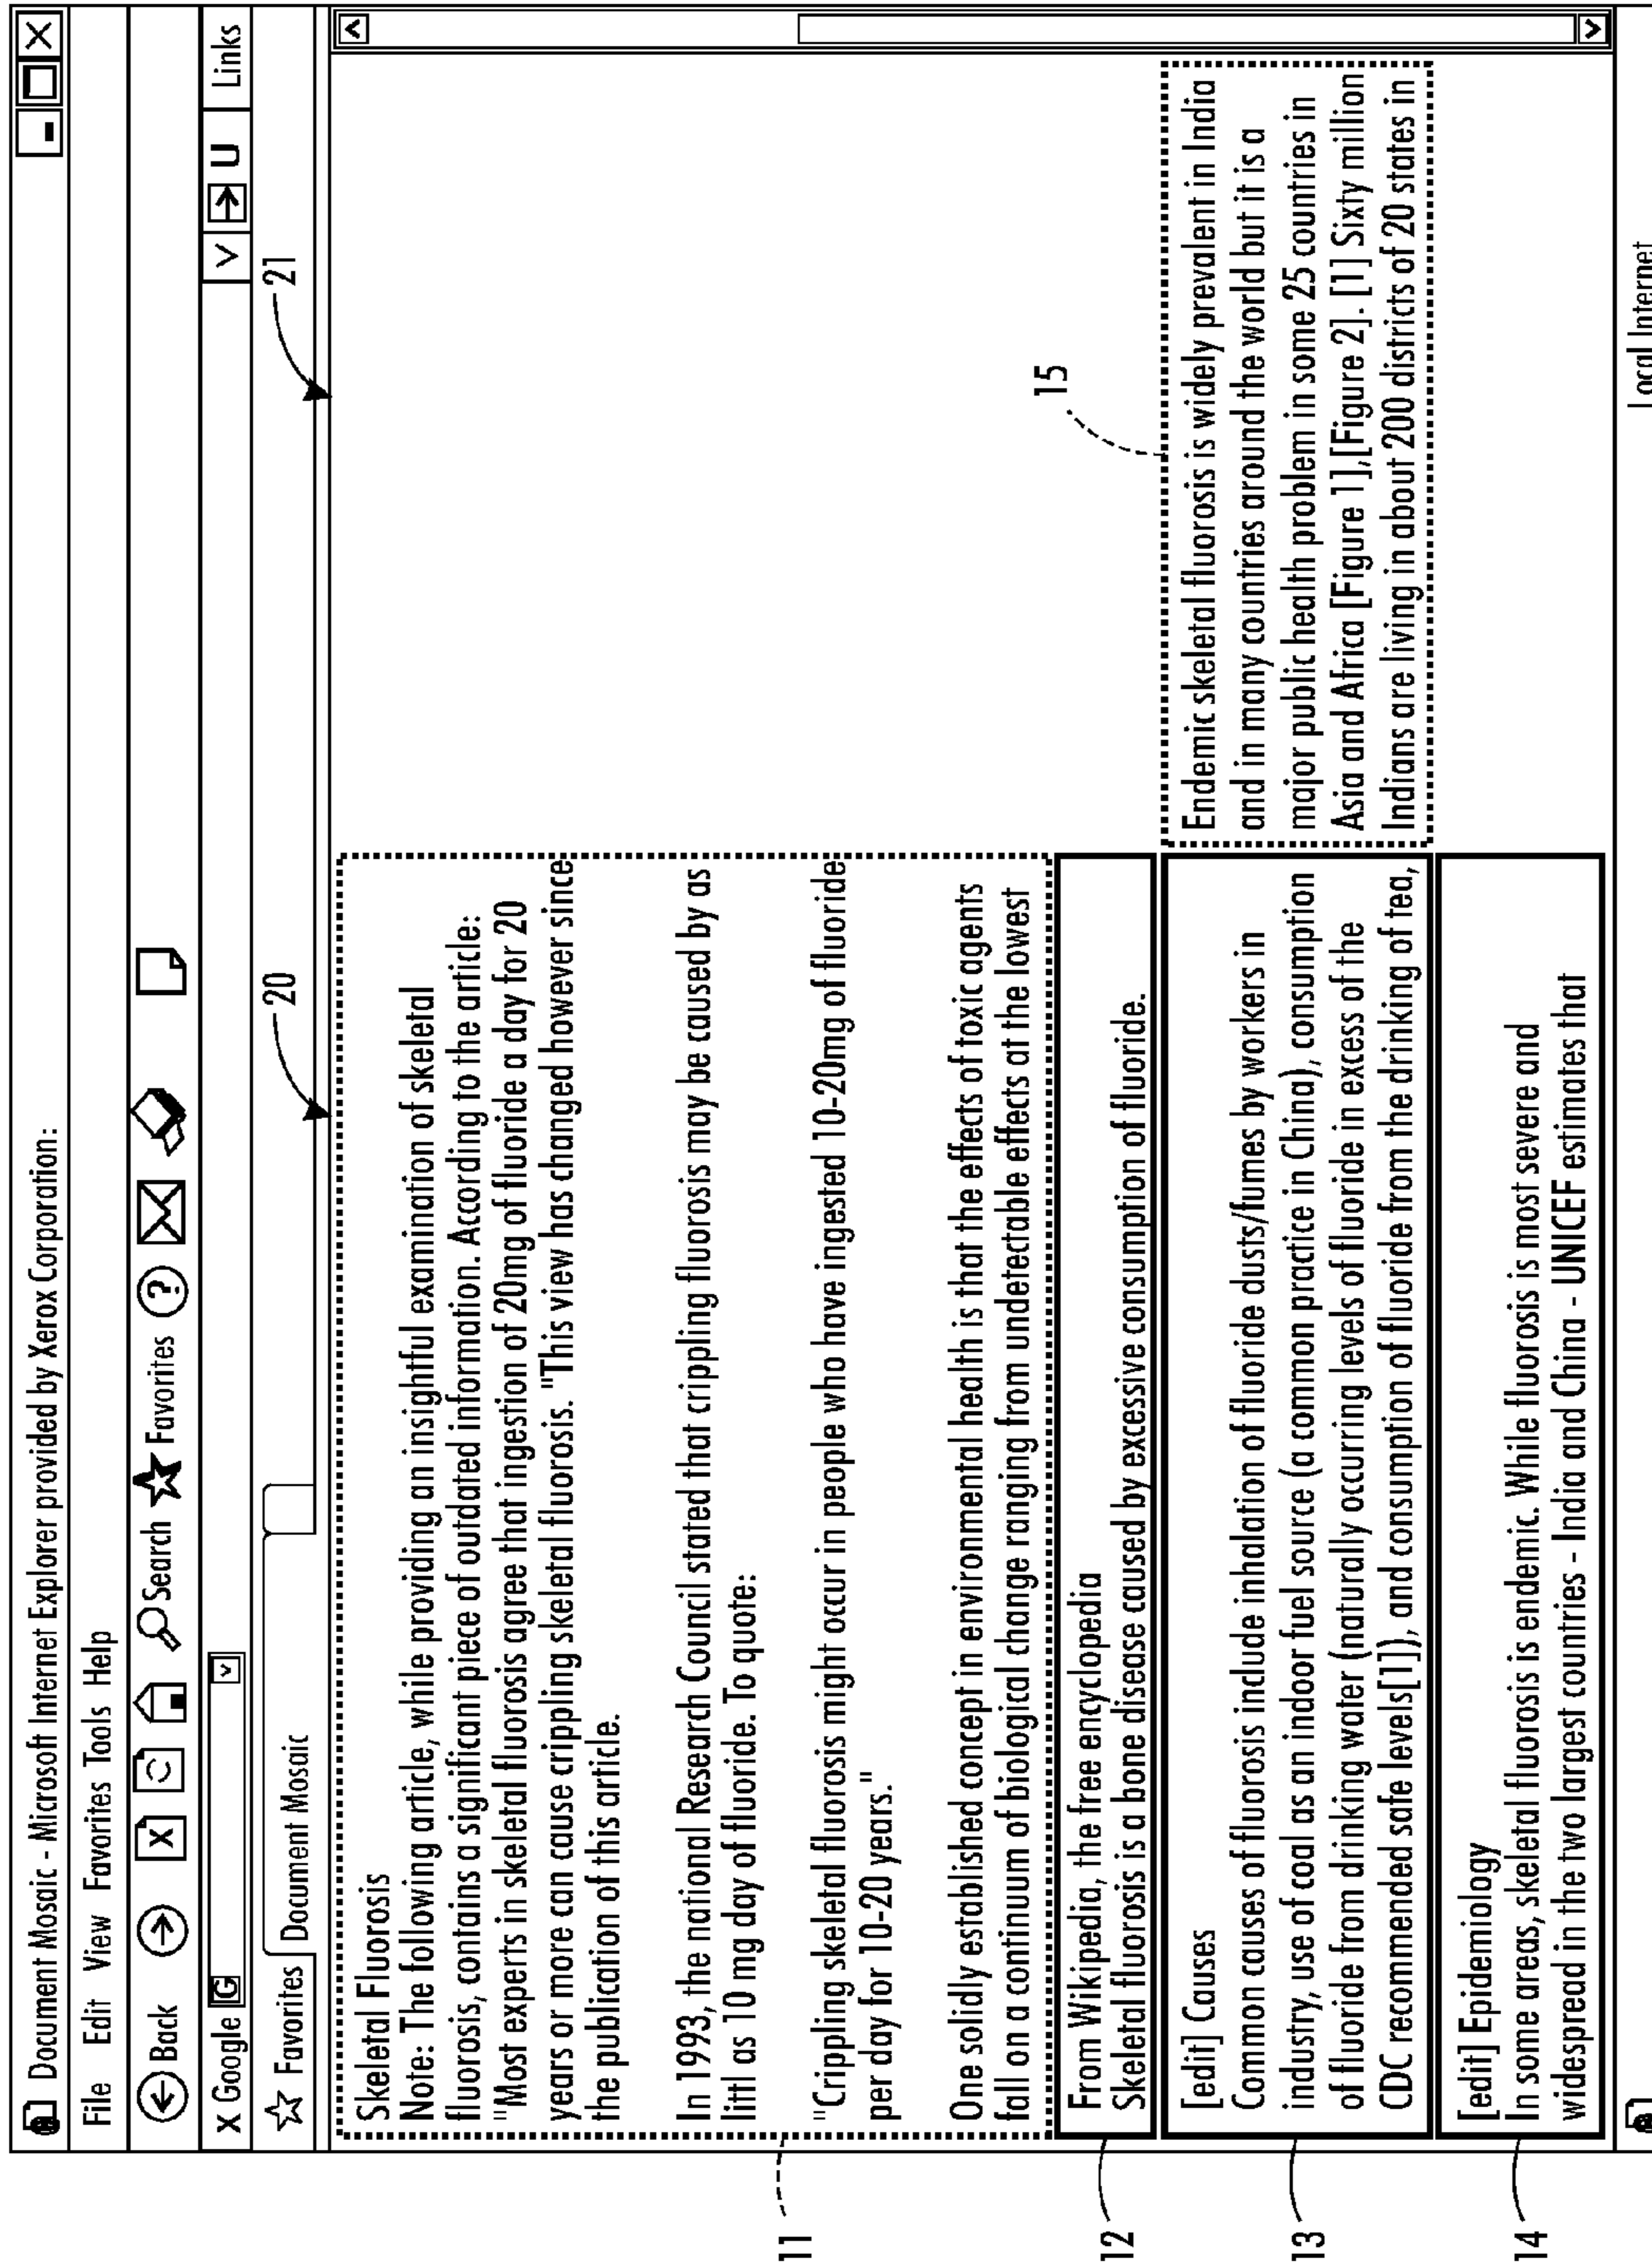 Document Mosaic - Microsoft Internet Explorer provided by Xerox Corporation:
File Edit View Favorites Tools Help
Back X Search Favorites ?
X Google G V U Links
Favorites Document Mosaic
20
21
Skeletal Fluorosis
Note: The following article, while providing an insightful examination of skeletal
fluorosis, contains a significant piece of outdated information. According to the article:
"Most experts in skeletal fluorosis agree that ingestion of 20mg of fluoride a day for 20
years or more can cause crippling skeletal fluorosis. "This view has changed however since
the publication of this article.
In 1993, the national Research Council stated that crippling fluorosis may be caused by as
littl as 10 mg day of fluoride. To quote:
"Crippling skeletal fluorosis might occur in people who have ingested 10-20mg of fluoride
per day for 10-20 years."
One solidly established concept in environmental health is that the effects of toxic agents
fall on a continuum of biological change ranging from undetectable effects at the lowest
11
From Wikipedia, the free encyclopedia
Skeletal fluorosis is a bone disease caused by excessive consumption of fluoride.
12
[edit] Causes
Common causes of fluorosis include inhalation of fluoride dusts/fumes by workers in
industry, use of coal as an indoor fuel source (a common practice in China), consumption
of fluoride from drinking water (naturally occurring levels of fluoride in excess of the
CDC recommended safe levels[1]), and consumption of fluoride from the drinking of tea,
13
15
Endemic skeletal fluorosis is widely prevalent in India
and in many countries around the world but it is a
major public health problem in some 25 countries in
Asia and Africa [Figure 1],[Figure 2]. [1] Sixty million
Indians are living in about 200 districts of 20 states in
[edit] Epidemiology
In some areas, skeletal fluorosis is endemic. While fluorosis is most severe and
widespread in the two largest countries - India and China - UNICEF estimates that
14
Local Internet